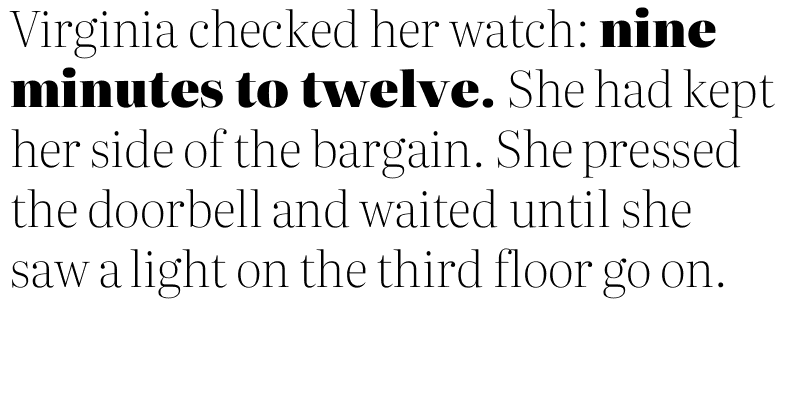 Virginia checked her watch: nine
minutes to twelve. She had kept
her side of the bargain. She pressed
the doorbell and waited until she
saw a light on the third floor go on.